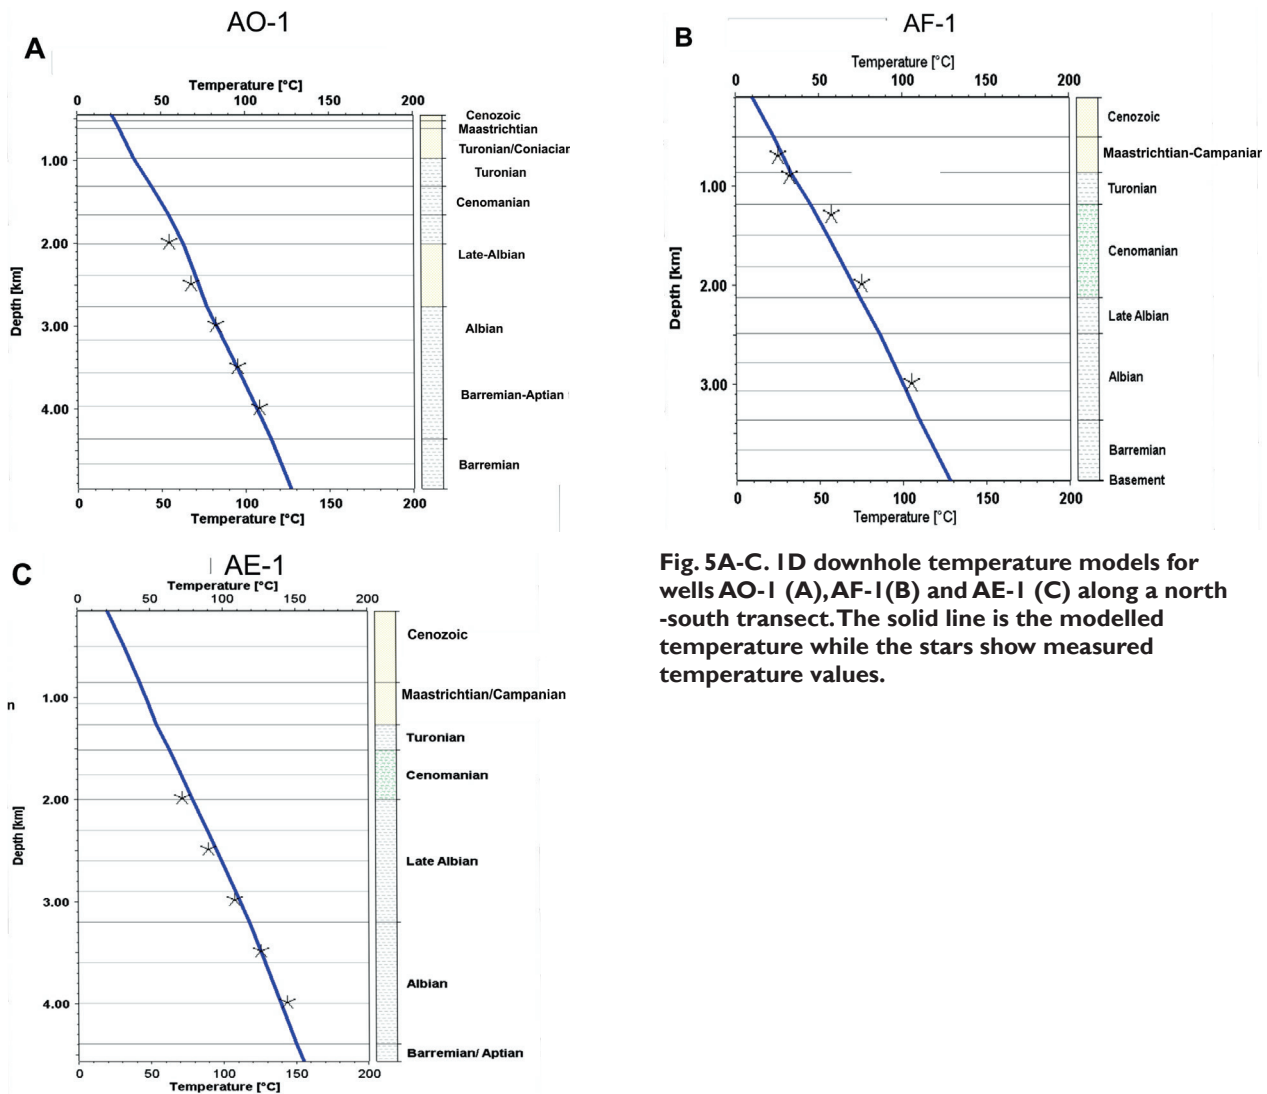 AO-1
A
Temperature [°C]
0 50 100 150 200
Cenozoic
Maastrichtian
Turonian/Coniaciar
1.00
Turonian
Cenomanian
2.00
Late-Albian
Depth [km]
3.00
Albian
Barremian-Aptian
4.00
Barremian
0 50 100 150 200
Temperature [°C]
AF-1
B
Temperature [°C]
0 50 100 150 200
Cenozoic
Maastrichtian-Campanian
1.00
Turonian
Cenomanian
2.00
Depth [km]
Late Albian
3.00
Albian
Barremian
Basement
0 50 100 150 200
Temperature [°C]
C
AE-1
Temperature [°C]
0 50 100 150 200
Cenozoic
n
1.00
Maastrichtian/Campanian
Turonian
Cenomanian
2.00
Depth [km]
Late Albian
3.00
Albian
4.00
Barremian/ Aptian
0 50 100 150 200
Temperature [°C]
Fig. 5A-C. 1D downhole temperature models for
wells AO-1 (A),AF-1(B) and AE-1 (C) along a north
-south transect.The solid line is the modelled
temperature while the stars show measured
temperature values.